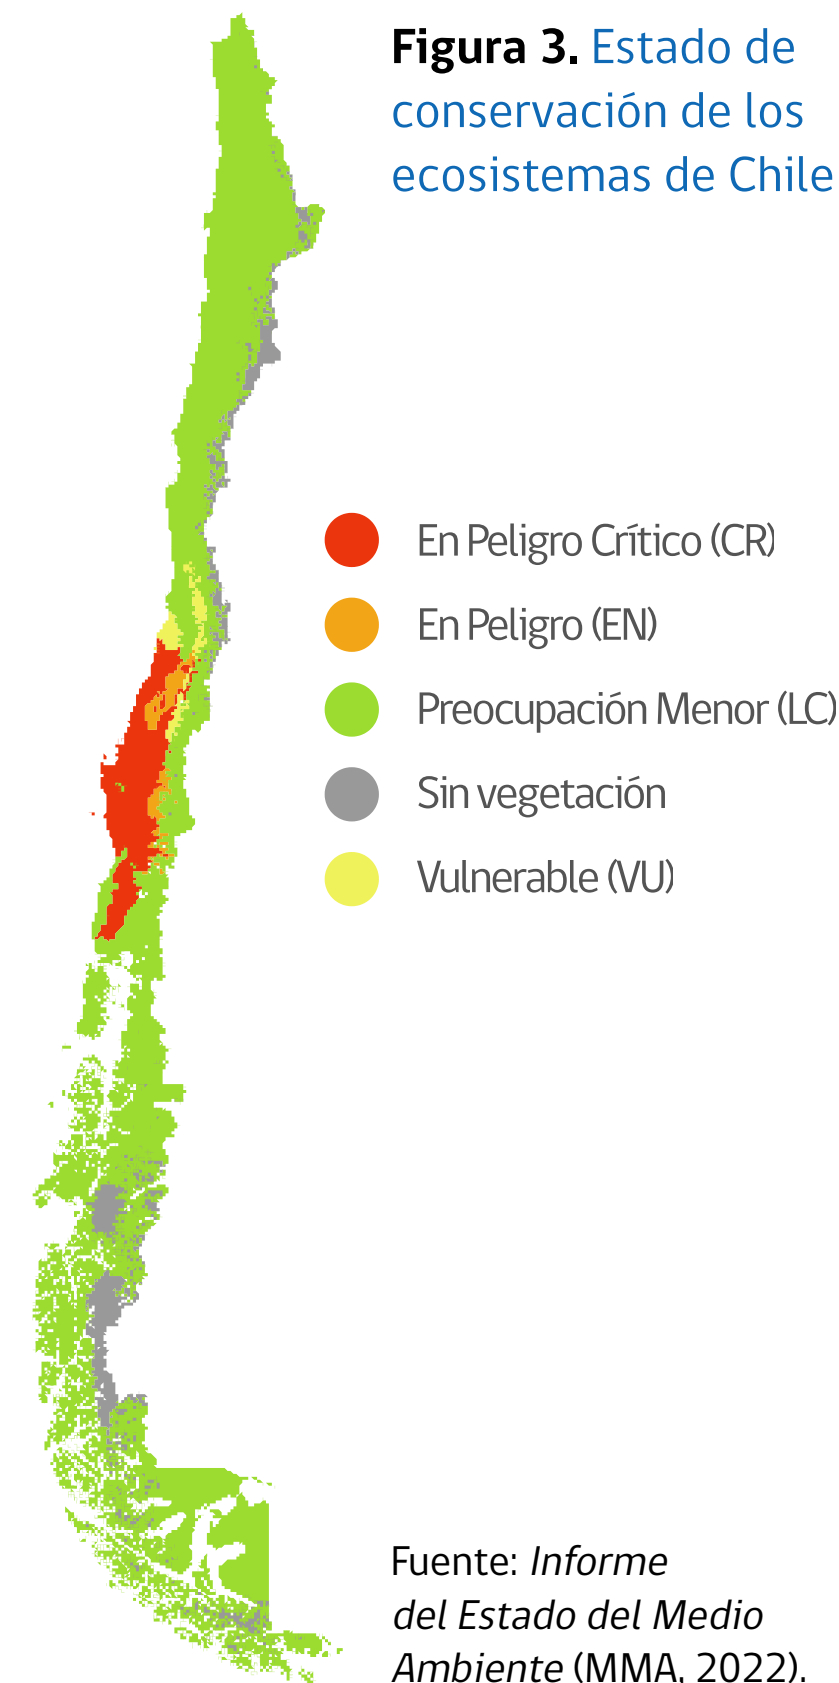 Figura 3. Estado de
conservación de los
ecosistemas de Chile
En Peligro Crítico (CR)
En Peligro (EN)
Preocupación Menor (LC)
Sin vegetación
Vulnerable (VU)
Fuente: Informe
del Estado del Medio
Ambiente (MMA, 2022).